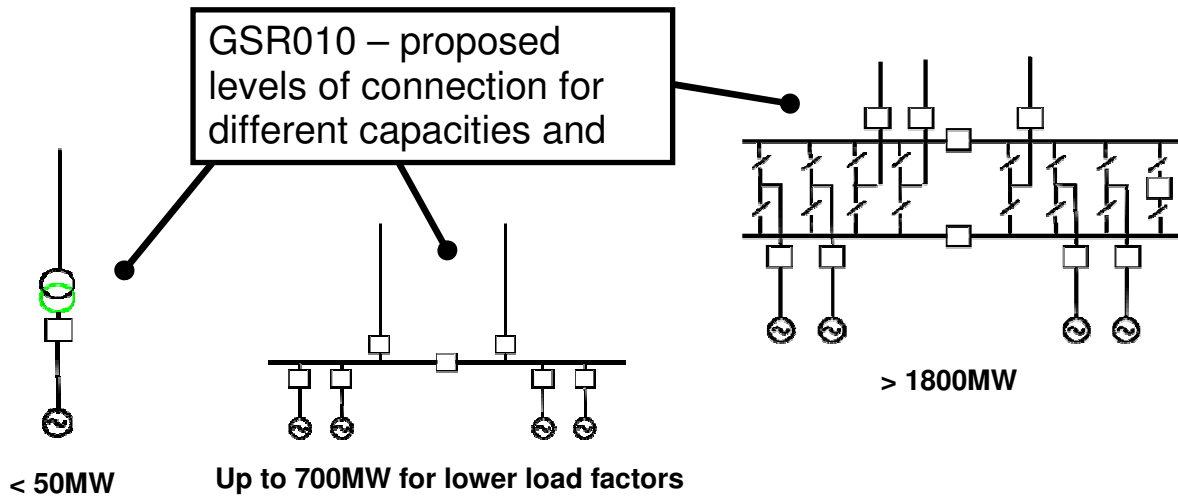 GSR010 – proposed
levels of connection for
different capacities and
> 1800MW
< 50MW
Up to 700MW for lower load factors